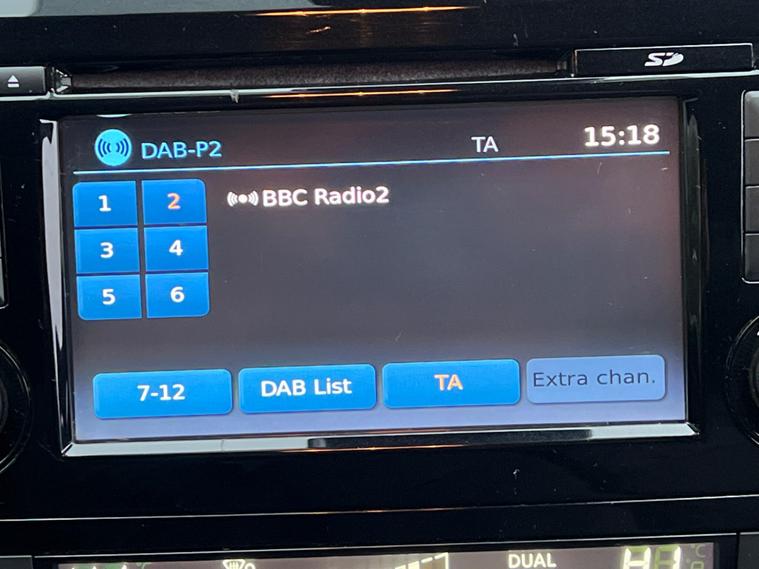 SD
DAB-P2 TA 15:18
1 2 BBC Radio2
3 4
5 6
7-12 DAB List TA Extra chan.
DUAL HI °C